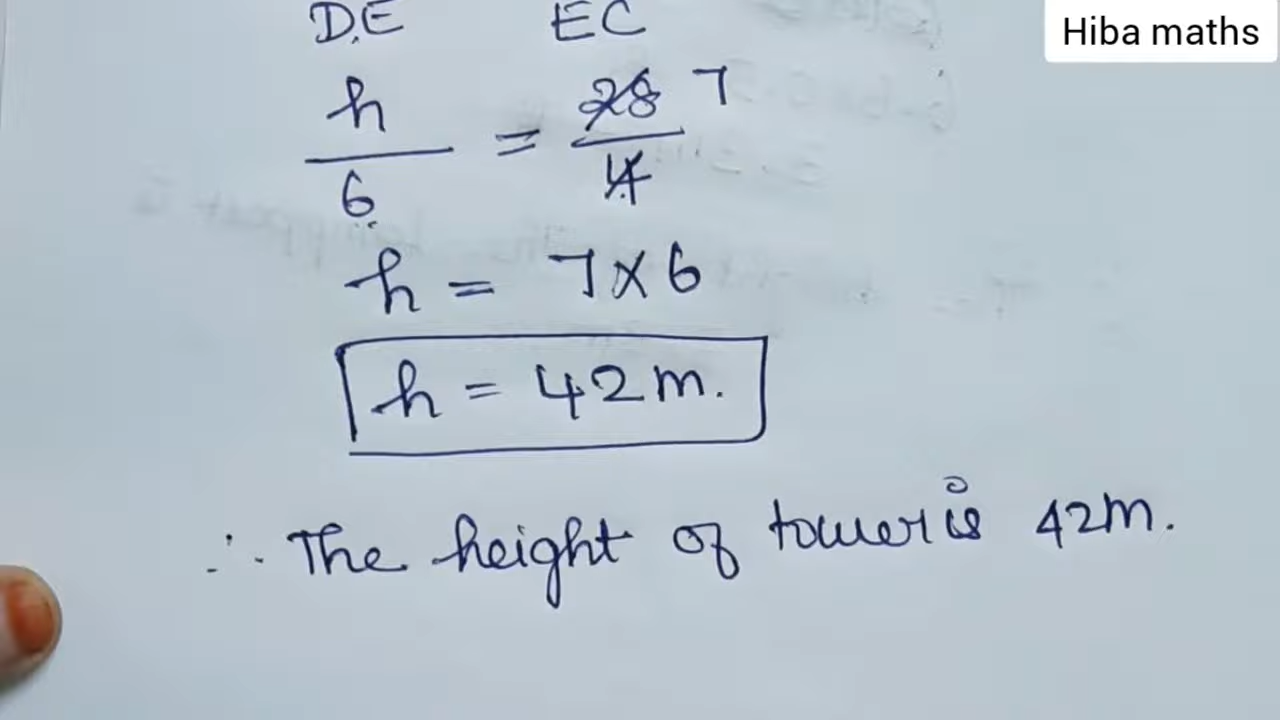 Hiba maths
DE EC
h/6 = 28/4 7
h = 7 × 6
h = 42m.
∴ The height of tower is 42m.